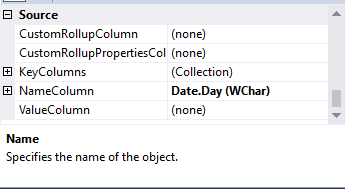 Source
CustomRollupColumn (none)
CustomRollupPropertiesCol (none)
KeyColumns (Collection)
NameColumn Date.Day (WChar)
ValueColumn (none)
Name
Specifies the name of the object.